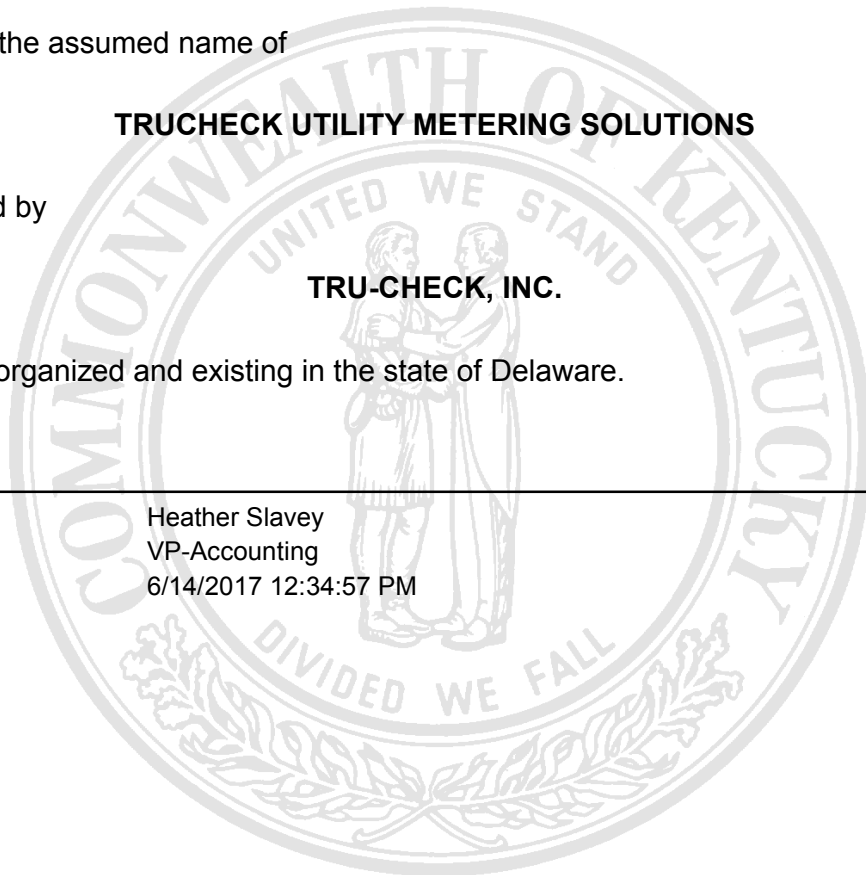 the assumed name of
TRUCHECK UTILITY METERING SOLUTIONS
d by
TRU-CHECK, INC.
organized and existing in the state of Delaware.
Heather Slavey
VP-Accounting
6/14/2017 12:34:57 PM
COMMONWEALTH OF KENTUCKY
UNITED WE STAND
DIVIDED WE FALL